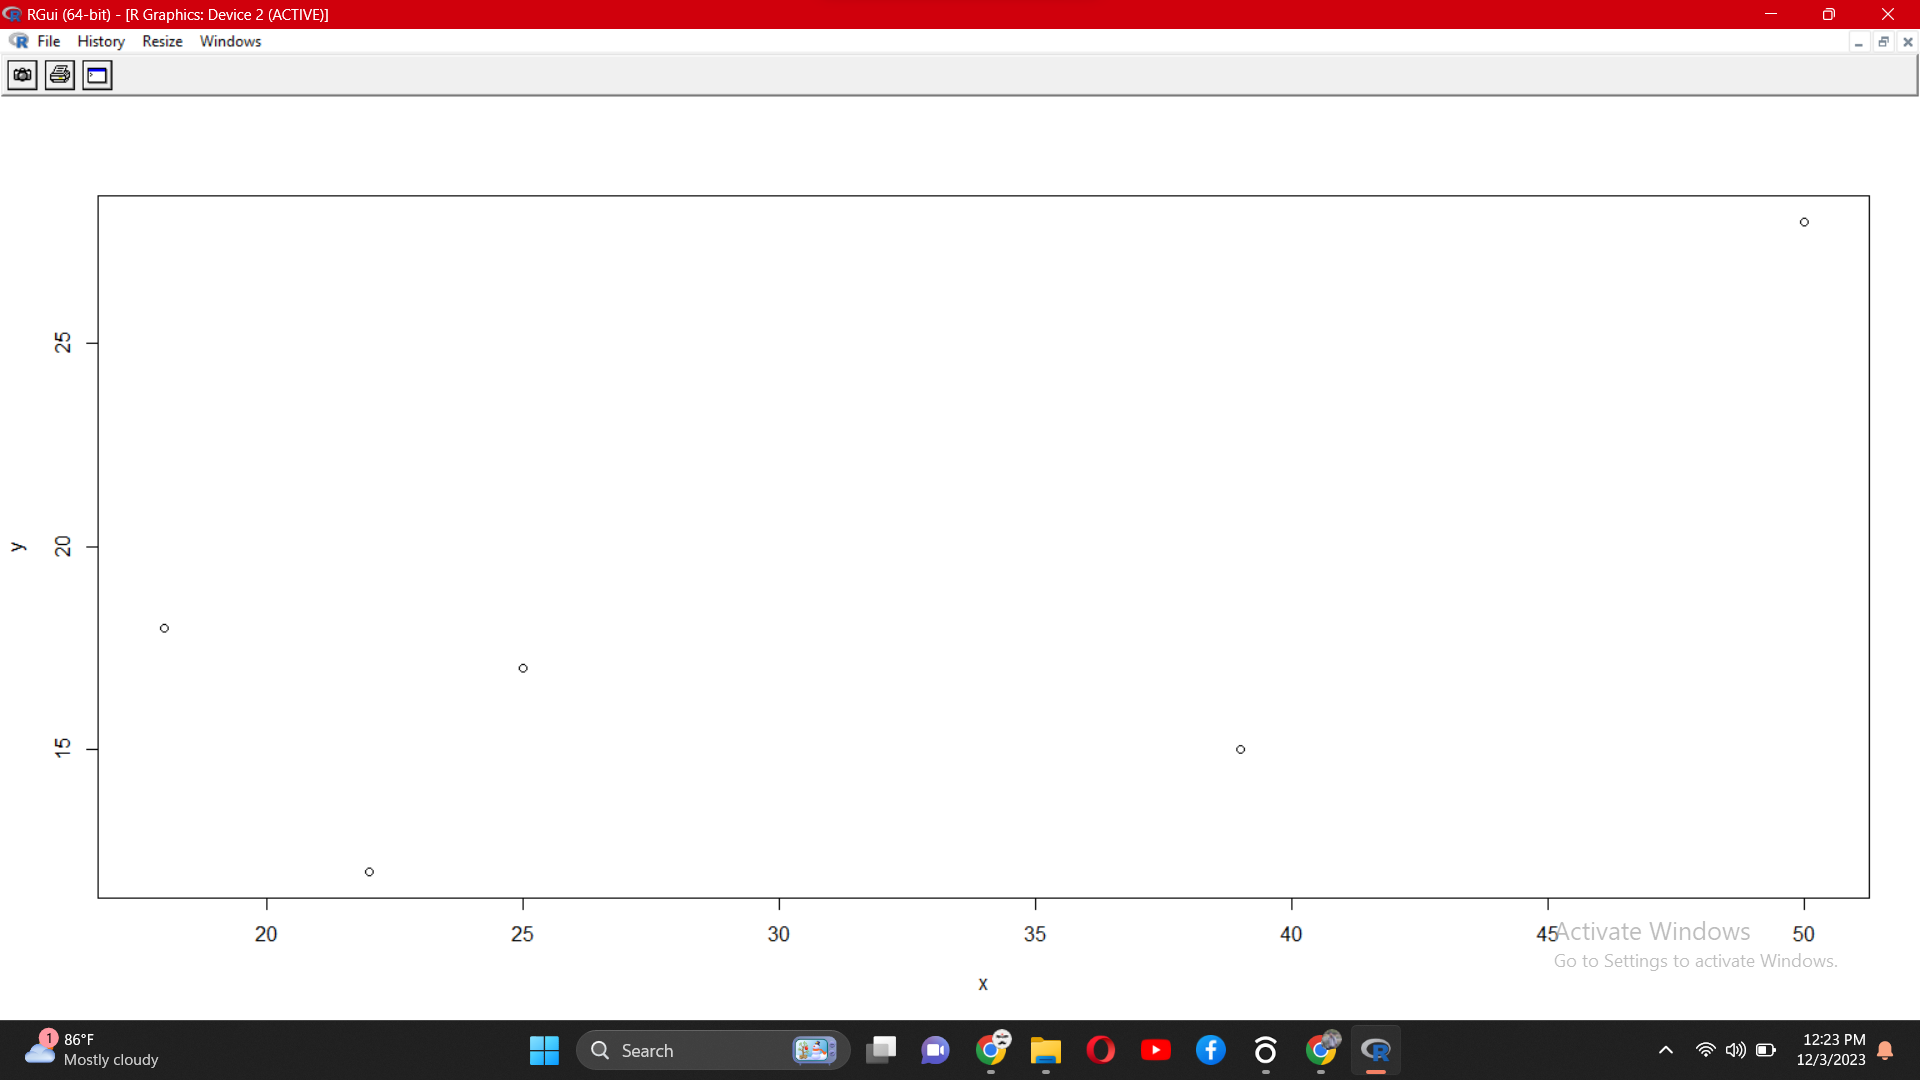 RGui (64-bit) - [R Graphics: Device 2 (ACTIVE)]
File History Resize Windows
25
20
15
y
20 25 30 35 40 45 50
x
Activate Windows
Go to Settings to activate Windows.
1
86°F
Mostly cloudy
Search
12:23 PM
12/3/2023